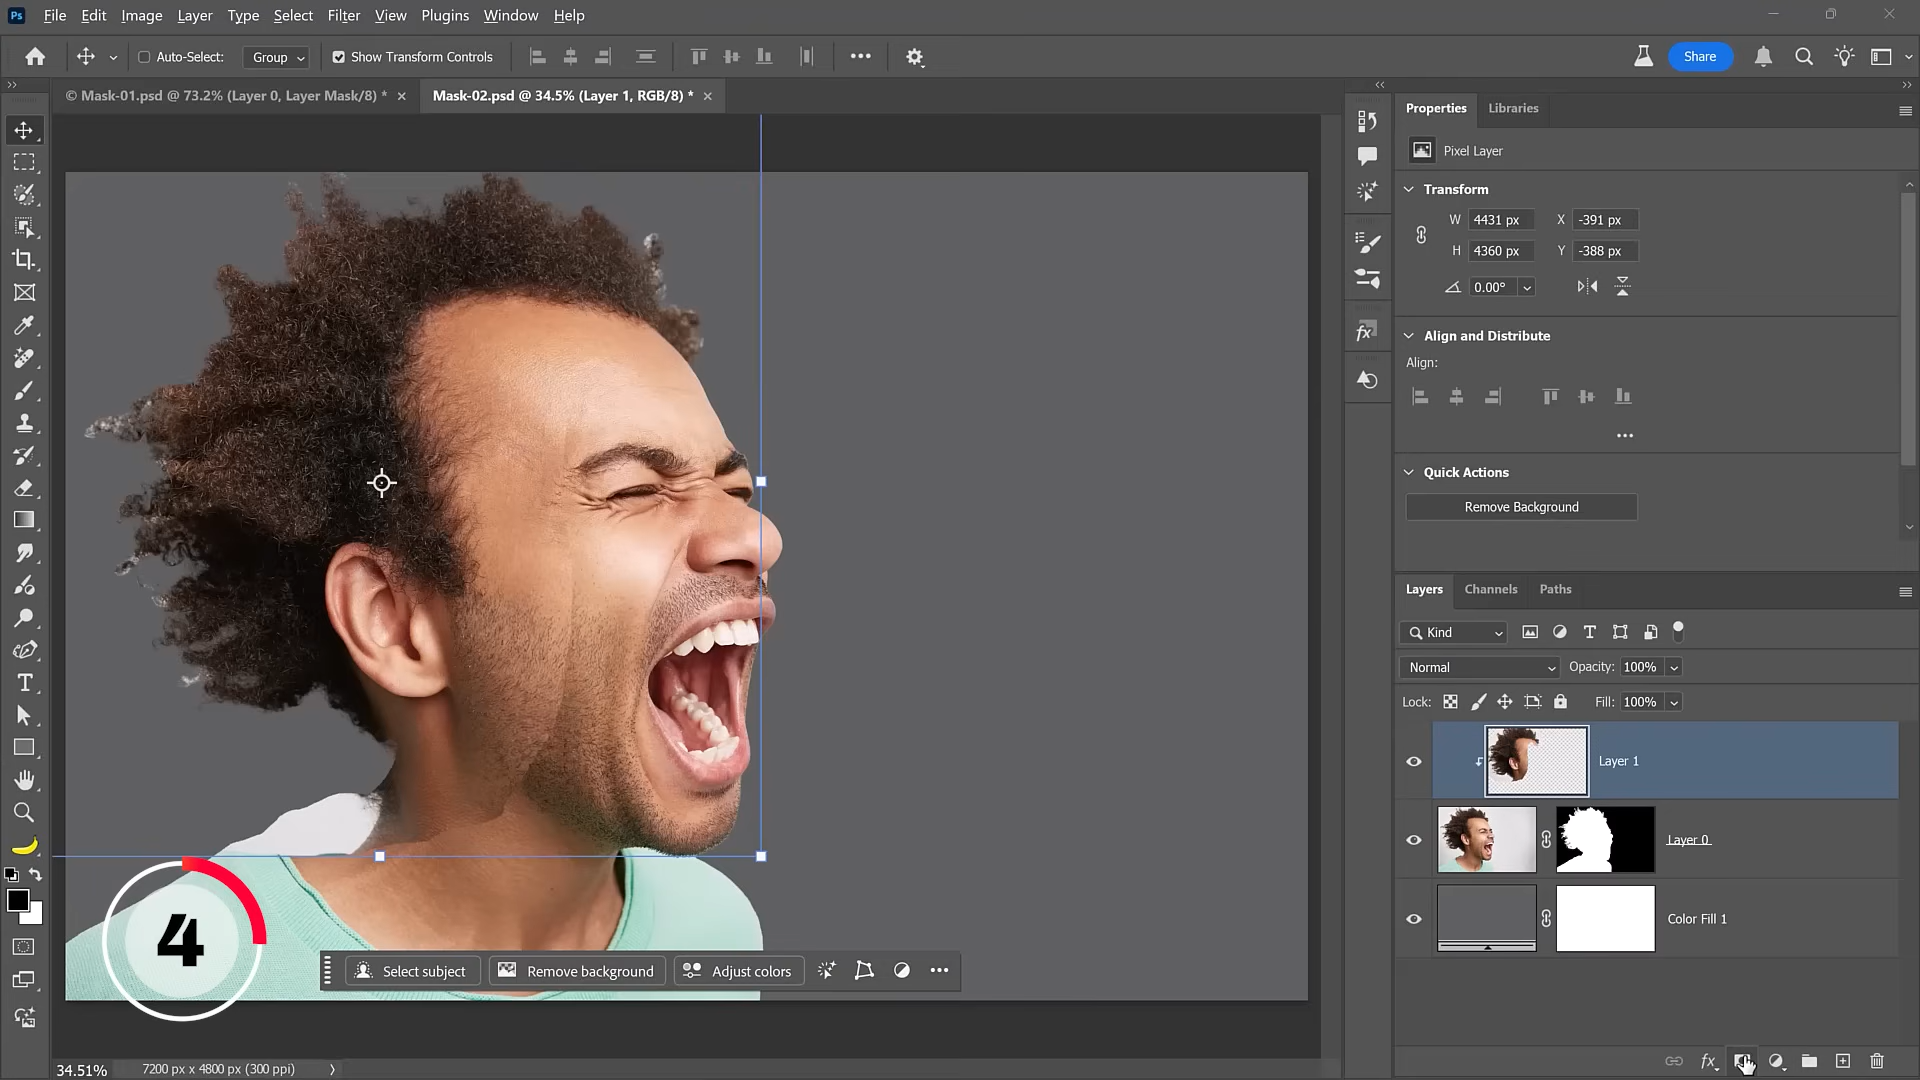 Ps File Edit Image Layer Type Select Filter View Plugins Window Help
Auto-Select: Group Show Transform Controls Share
© Mask-01.psd @ 73.2% (Layer 0, Layer Mask/8) * Mask-02.psd @ 34.5% (Layer 1, RGB/8) *
Properties Libraries
Pixel Layer
Transform
W 4431 px X -391 px
H 4360 px Y -388 px
0.00°
Align and Distribute
Align:
Quick Actions
Remove Background
Layers Channels Paths
Kind
Normal Opacity: 100%
Lock: Fill: 100%
Layer 1
Layer 0
Color Fill 1
fx
fx
4
Select subject Remove background Adjust colors
34.51% 7200 px x 4800 px (300 ppi)